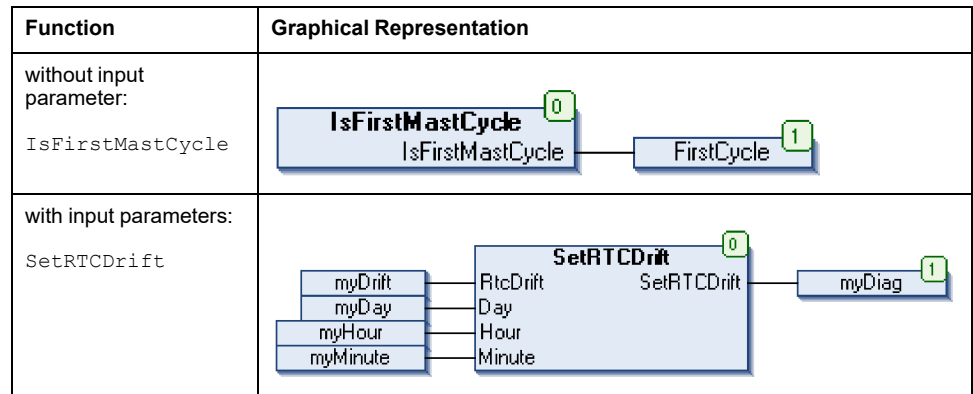 Function
Graphical Representation
without input
parameter:
IsFirstMastCycle
0
IsFirstMastCycle
IsFirstMastCycle
1
FirstCycle
with input parameters:
SetRTCDrift
0
SetRTCDrift
myDrift
RtcDrift
SetRTCDrift
1
myDiag
myDay
Day
myHour
Hour
myMinute
Minute